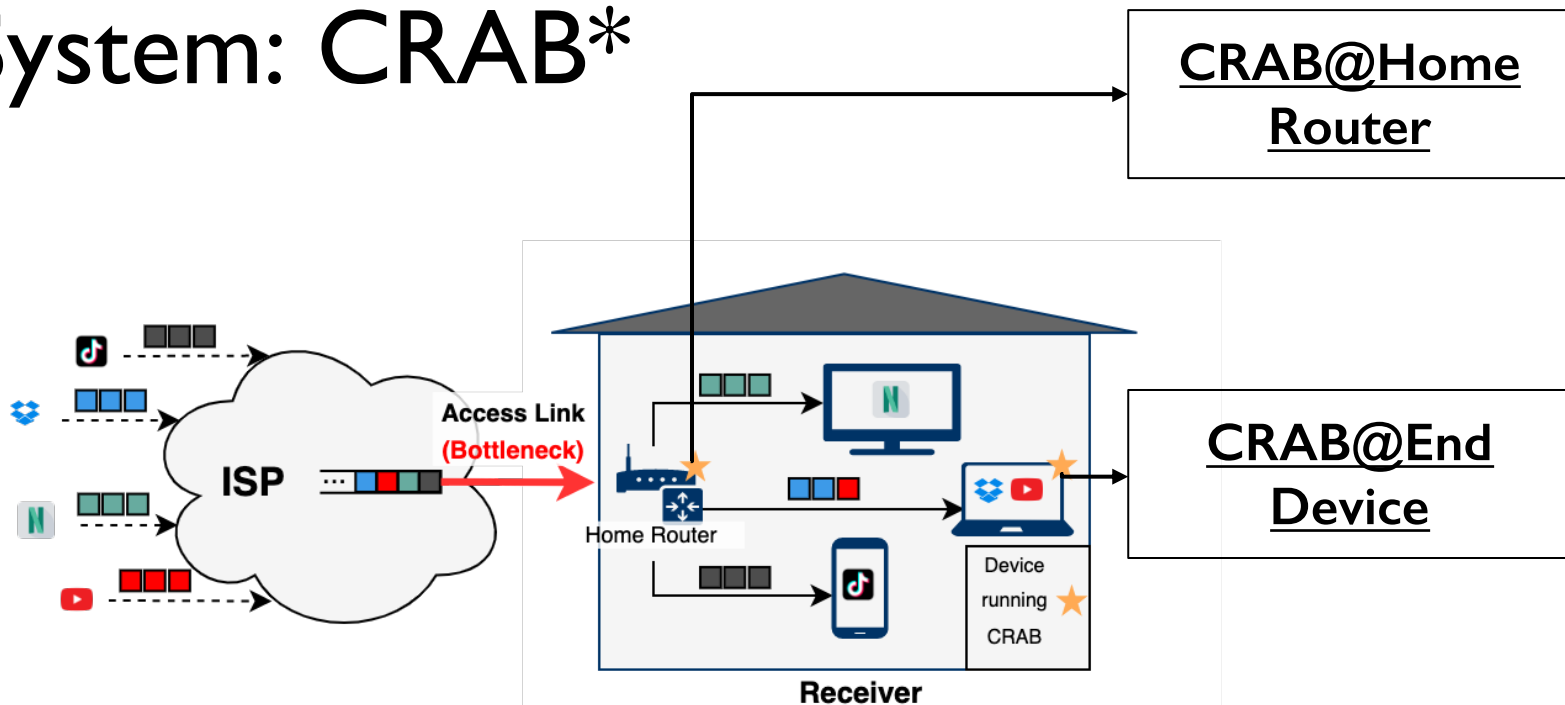 System: CRAB*
CRAB@Home
Router
Access Link
(Bottleneck)
ISP
...
N
N
Home Router
CRAB@End
Device
Device
running
CRAB
Receiver